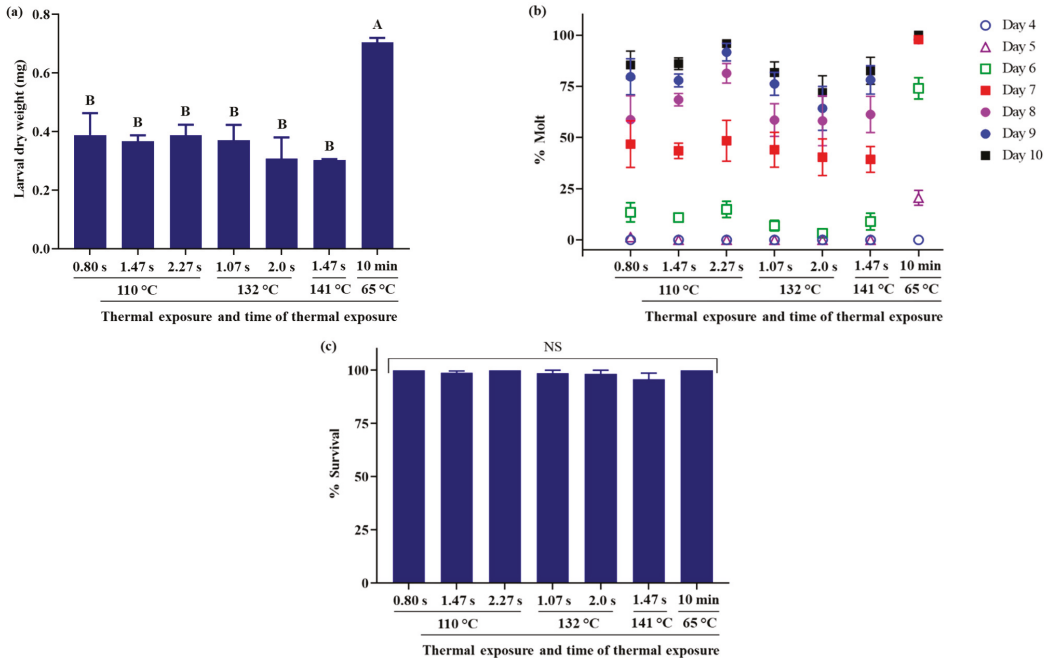 (a)
Larval dry weight (mg)
0.8
0.6
0.4
0.2
0.0
B
B
B
B
B
B
A
0.80 s 1.47 s 2.27 s 1.07 s 2.0 s 1.47 s 10 min
110 °C 132 °C 141 °C 65 °C
Thermal exposure and time of thermal exposure
(b)
% Molt
100
75
50
25
0
0.80 s 1.47 s 2.27 s 1.07 s 2.0 s 1.47 s 10 min
110 °C 132 °C 141 °C 65 °C
Thermal exposure and time of thermal exposure
Day 4
Day 5
Day 6
Day 7
Day 8
Day 9
Day 10
(c)
NS
% Survival
100
75
50
25
0
0.80 s 1.47 s 2.27 s 1.07 s 2.0 s 1.47 s 10 min
110 °C 132 °C 141 °C 65 °C
Thermal exposure and time of thermal exposure